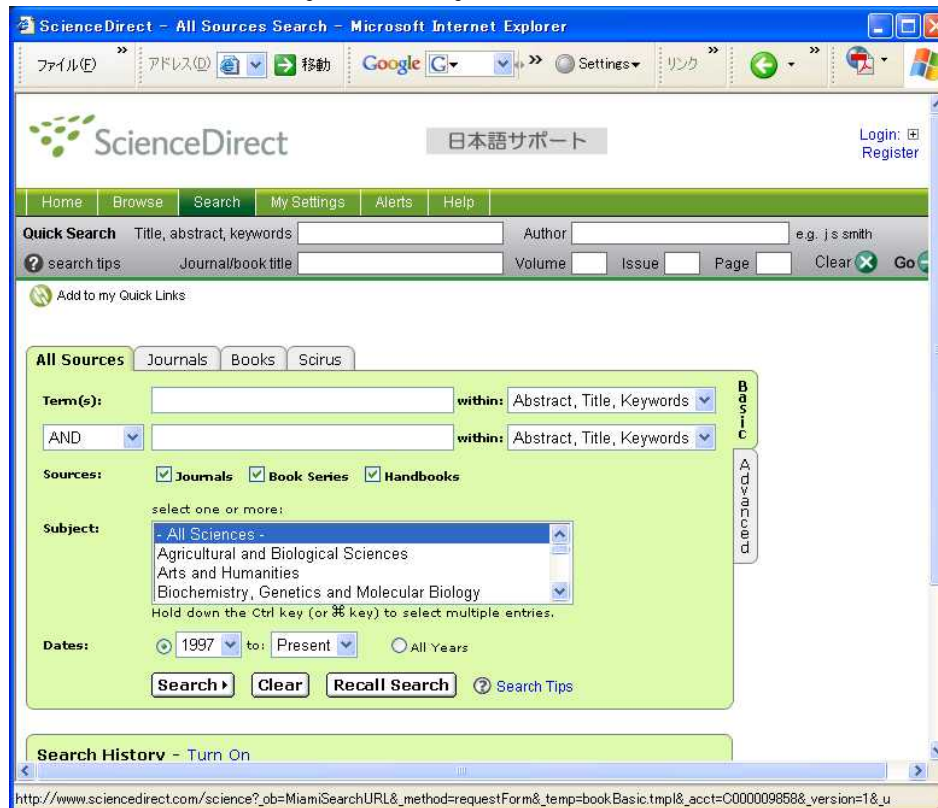 ScienceDirect - All Sources Search - Microsoft Internet Explorer
ファイル(F) » アドレス(D) 移動 Google G » Settings リンク » »
ScienceDirect 日本語サポート Login:
Register
Home Browse Search My Settings Alerts Help
Quick Search Title, abstract, keywords Author e.g. j s smith
? search tips Journal/book title Volume Issue Page Clear Go
Add to my Quick Links
All Sources Journals Books Scirus
Term(s): within: Abstract, Title, Keywords Basic
AND within: Abstract, Title, Keywords
Sources: Journals Book Series Handbooks Advanced
select one or more:
Subject: - All Sciences -
Agricultural and Biological Sciences
Arts and Humanities
Biochemistry, Genetics and Molecular Biology
Hold down the Ctrl key (or ⌘ key) to select multiple entries.
Dates: 1997 to: Present All Years
Search Clear Recall Search ? Search Tips
Search History - Turn On
http://www.sciencedirect.com/science?_ob=MiamiSearchURL&_method=requestForm&_temp=bookBasic.tmpl&_acct=C000009858&_version=1&_u